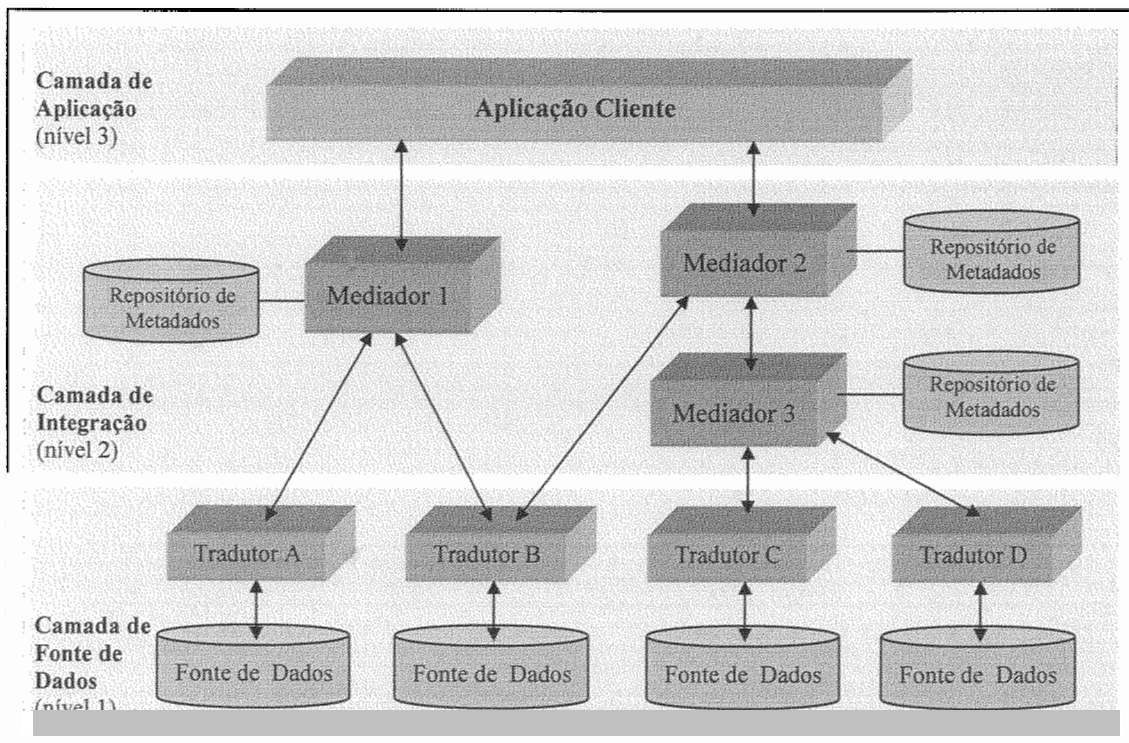 Camada de
Aplicação
(nível 3)
Aplicação Cliente
Mediador 1
Repositório de
Metadados
Mediador 2
Repositório de
Metadados
Mediador 3
Repositório de
Metadados
Camada de
Integração
(nível 2)
Tradutor A
Tradutor B
Tradutor C
Tradutor D
Camada de
Fonte de
Dados
(nível 1)
Fonte de Dados
Fonte de Dados
Fonte de Dados
Fonte de Dados